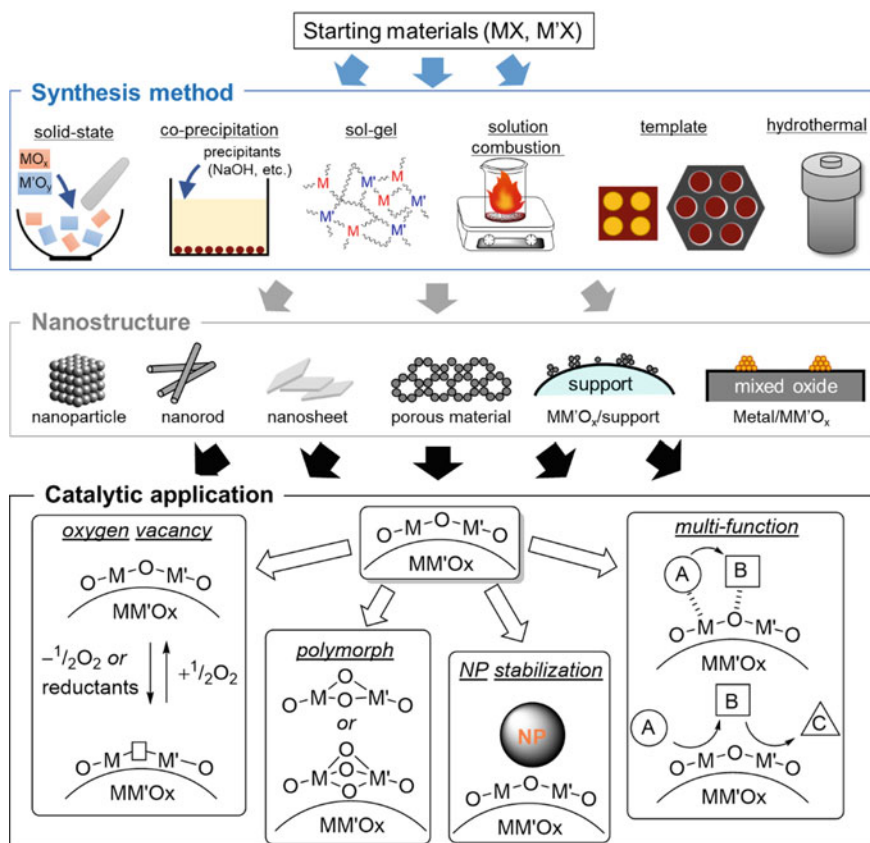 Starting materials (MX, M'X)
Synthesis method
solid-state
co-precipitation
sol-gel
solution
combustion
template
hydrothermal
MOₓ
M'Oᵧ
precipitants
(NaOH, etc.)
M
M'
M
M'
M
M'
M
M'
Nanostructure
nanoparticle
nanorod
nanosheet
porous material
support
MM'Oₓ/support
mixed oxide
Metal/MM'Oₓ
Catalytic application
oxygen vacancy
O M O M' O
MM'Ox
–¹/₂O₂ or
reductants
+¹/₂O₂
O M M' O
MM'Ox
O M O M' O
MM'Ox
polymorph
O
O M O M' O
or
O
O M O M' O
O
MM'Ox
NP stabilization
NP
O M O M' O
MM'Ox
multi-function
A
B
O M O M' O
MM'Ox
A
B
C
O M O M' O
MM'Ox